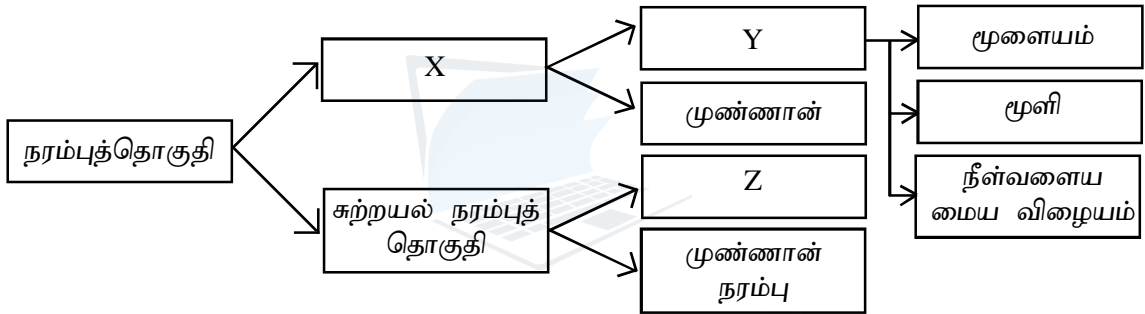 நரம்புத்தொகுதி
X
சுற்றயல் நரம்புத்
தொகுதி
Y
முண்ணான்
Z
முண்ணான்
நரம்பு
மூளையம்
மூளி
நீள்வளைய
மைய விழையம்